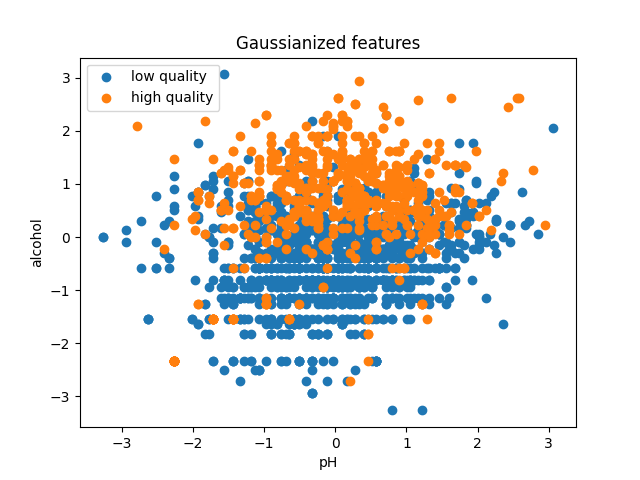 Gaussianized features
low quality
high quality
3
2
1
0
−1
−2
−3
alcohol
−3 −2 −1 0 1 2 3
pH